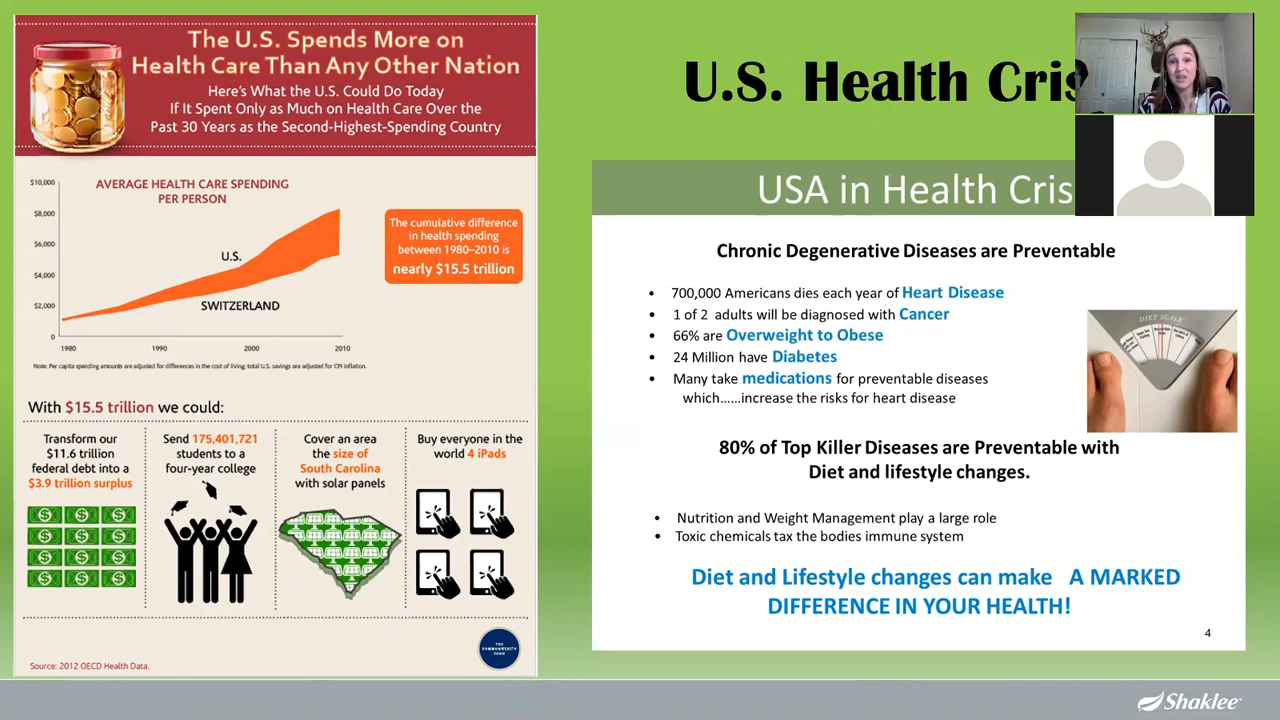 The U.S. Spends More on
Health Care Than Any Other Nation
Here's What the U.S. Could Do Today
If It Spent Only as Much on Health Care Over the
Past 30 Years as the Second-Highest-Spending Country
AVERAGE HEALTH CARE SPENDING
PER PERSON
$10,000
$8,000
$6,000
$4,000
$2,000
0
U.S.
SWITZERLAND
1980
1990
2000
2010
The cumulative difference
in health spending
between 1980–2010 is
nearly $15.5 trillion
Note: Per capita spending amounts are adjusted for differences in the cost of living; total U.S. savings are adjusted for CPI inflation.
With $15.5 trillion we could:
Transform our
$11.6 trillion
federal debt into a
$3.9 trillion surplus
Send 175,401,721
students to a
four-year college
Cover an area
the size of
South Carolina
with solar panels
Buy everyone in the
world 4 iPads
THE
COMMONWEALTH
FUND
Source: 2012 OECD Health Data.
U.S. Health Cris
USA in Health Cris
Chronic Degenerative Diseases are Preventable
• 700,000 Americans dies each year of Heart Disease
• 1 of 2 adults will be diagnosed with Cancer
• 66% are Overweight to Obese
• 24 Million have Diabetes
• Many take medications for preventable diseases
which......increase the risks for heart disease
DIET SCALE
80% of Top Killer Diseases are Preventable with
Diet and lifestyle changes.
• Nutrition and Weight Management play a large role
• Toxic chemicals tax the bodies immune system
Diet and Lifestyle changes can make A MARKED
DIFFERENCE IN YOUR HEALTH!
4
Shaklee